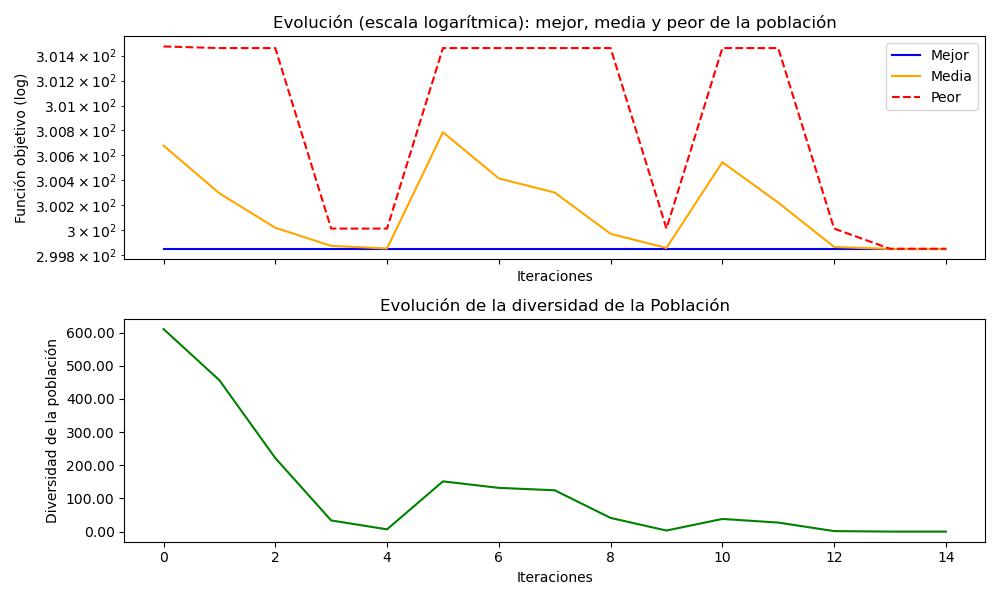 Evolución (escala logarítmica): mejor, media y peor de la población
Función objetivo (log)
3.014 × 10²
3.012 × 10²
3.01 × 10²
3.008 × 10²
3.006 × 10²
3.004 × 10²
3.002 × 10²
3 × 10²
2.998 × 10²
Mejor
Media
Peor
Iteraciones
Evolución de la diversidad de la Población
Diversidad de la población
600.00
500.00
400.00
300.00
200.00
100.00
0.00
0 2 4 6 8 10 12 14
Iteraciones